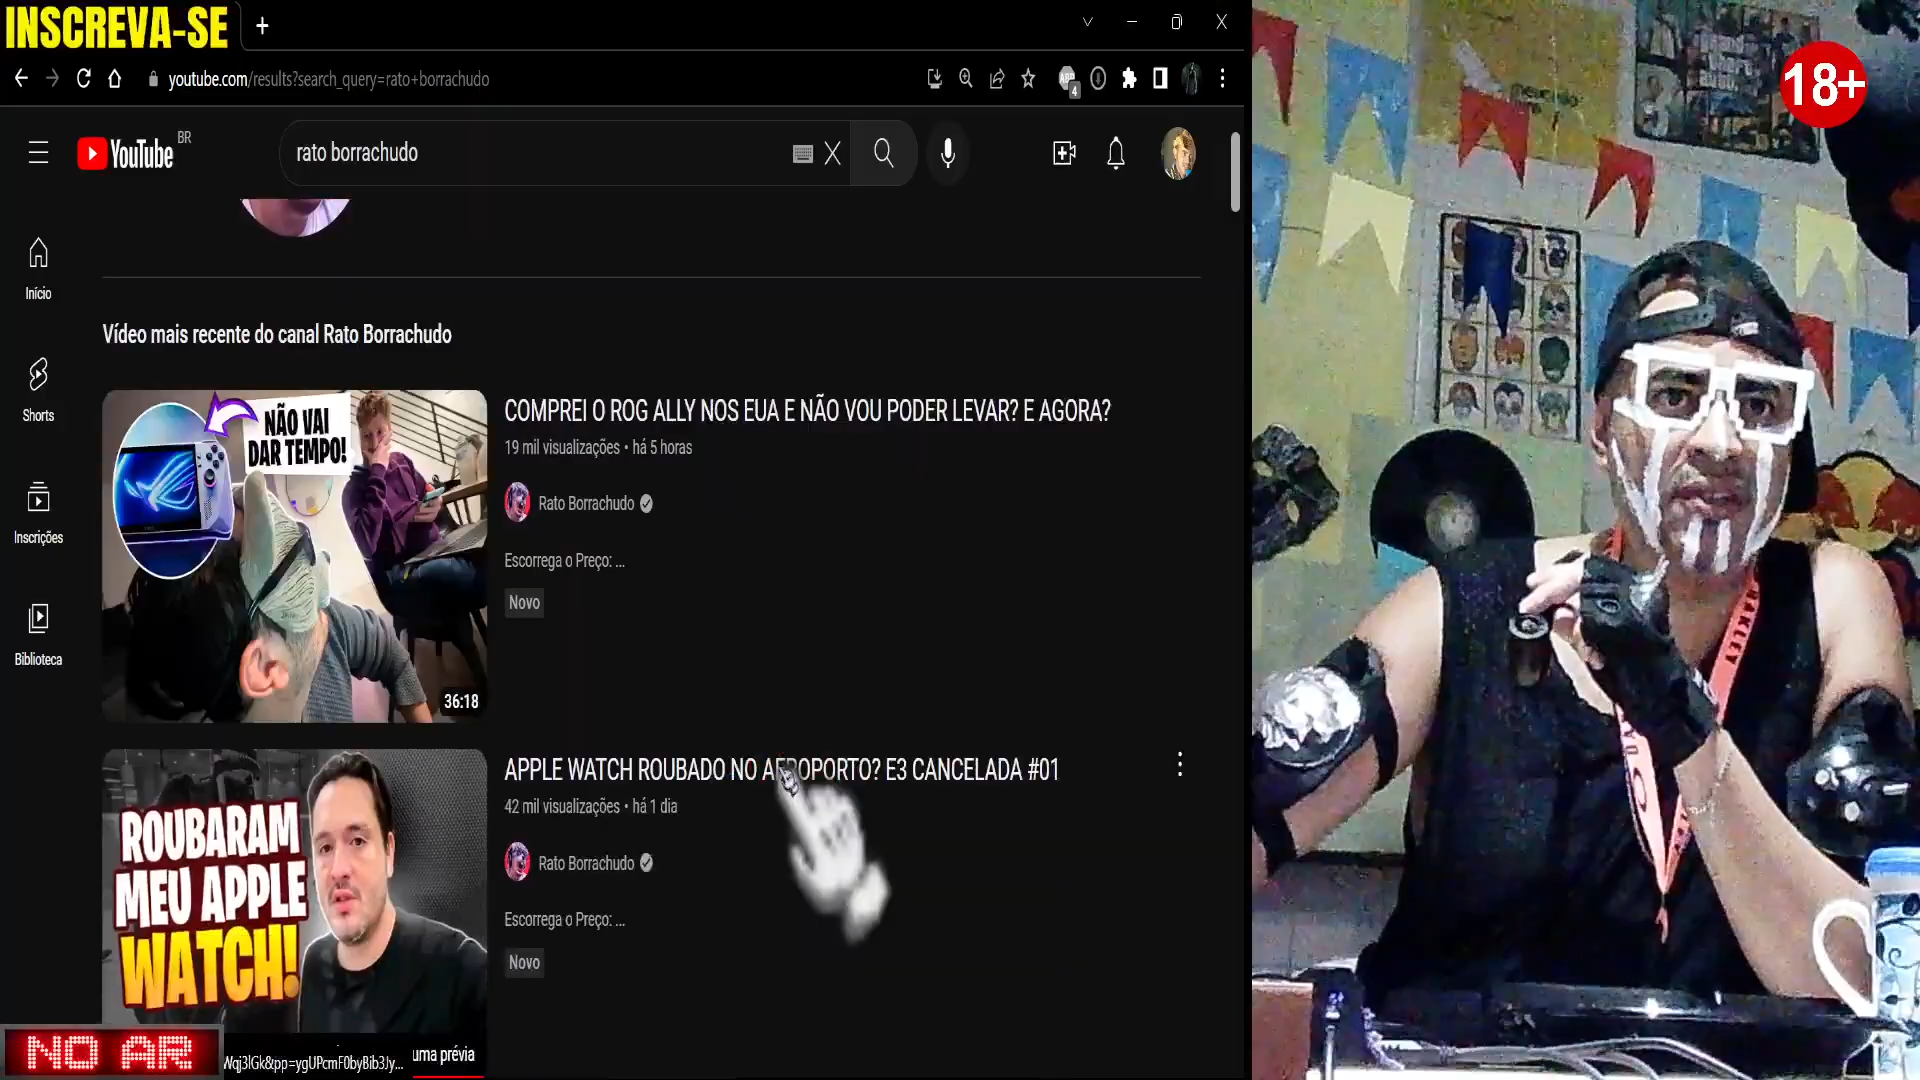 INSCREVA-SE
youtube.com/results?search_query=rato+borrachudo
4
18+
YouTube
BR
rato borrachudo
Início
Shorts
Inscrições
Biblioteca
Vídeo mais recente do canal Rato Borrachudo
NÃO VAI
DAR TEMPO!
36:18
COMPREI O ROG ALLY NOS EUA E NÃO VOU PODER LEVAR? E AGORA?
19 mil visualizações • há 5 horas
Rato Borrachudo
Escorrega o Preço: ...
Novo
ROUBARAM
MEU APPLE
WATCH!
APPLE WATCH ROUBADO NO AEROPORTO? E3 CANCELADA #01
42 mil visualizações • há 1 dia
Rato Borrachudo
Escorrega o Preço: ...
Novo
NO AR
uma prévia